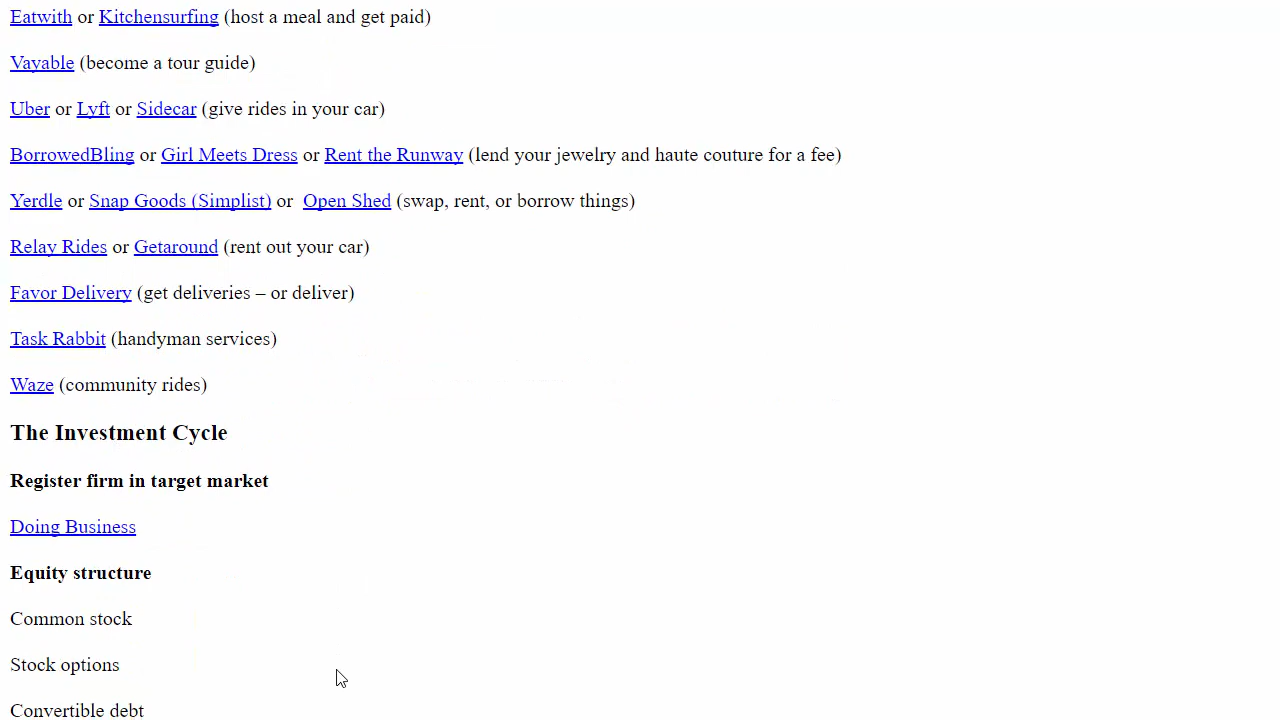 Eatwith or Kitchensurfing (host a meal and get paid)
Vayable (become a tour guide)
Uber or Lyft or Sidecar (give rides in your car)
BorrowedBling or Girl Meets Dress or Rent the Runway (lend your jewelry and haute couture for a fee)
Yerdle or Snap Goods (Simplist) or  Open Shed (swap, rent, or borrow things)
Relay Rides or Getaround (rent out your car)
Favor Delivery (get deliveries – or deliver)
Task Rabbit (handyman services)
Waze (community rides)
The Investment Cycle
Register firm in target market
Doing Business
Equity structure
Common stock
Stock options
Convertible debt